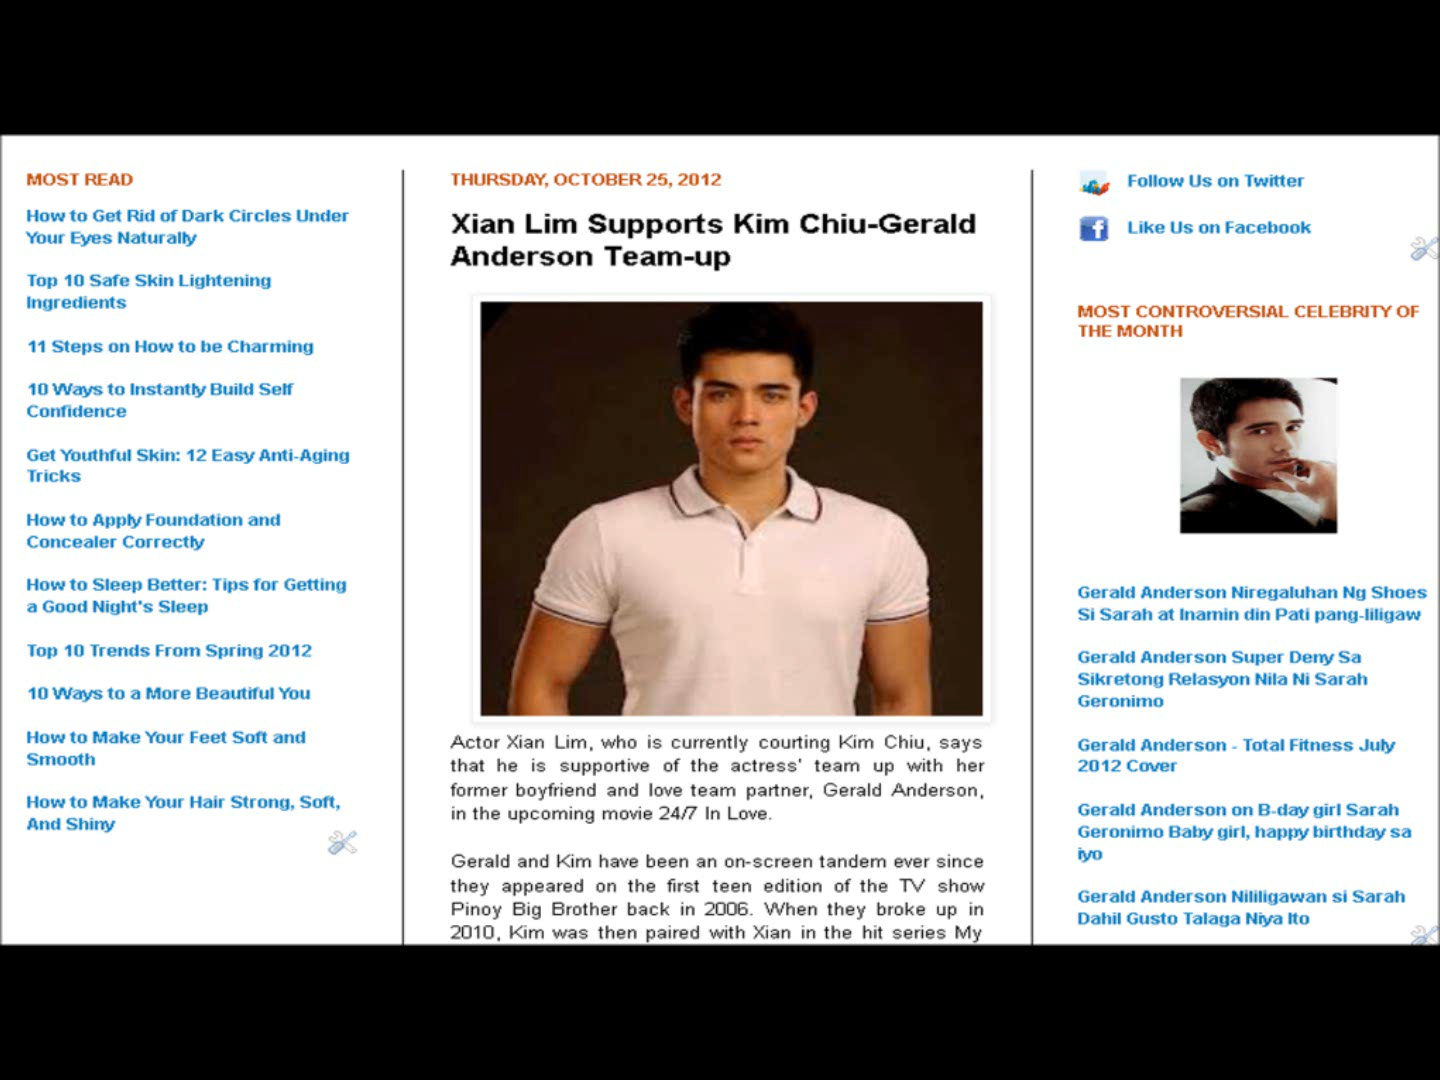 MOST READ
How to Get Rid of Dark Circles Under
Your Eyes Naturally
Top 10 Safe Skin Lightening
Ingredients
11 Steps on How to be Charming
10 Ways to Instantly Build Self
Confidence
Get Youthful Skin: 12 Easy Anti-Aging
Tricks
How to Apply Foundation and
Concealer Correctly
How to Sleep Better: Tips for Getting
a Good Night's Sleep
Top 10 Trends From Spring 2012
10 Ways to a More Beautiful You
How to Make Your Feet Soft and
Smooth
How to Make Your Hair Strong, Soft,
And Shiny
THURSDAY, OCTOBER 25, 2012
Xian Lim Supports Kim Chiu-Gerald
Anderson Team-up
Actor Xian Lim, who is currently courting Kim Chiu, says
that he is supportive of the actress' team up with her
former boyfriend and love team partner, Gerald Anderson,
in the upcoming movie 24/7 In Love.
Gerald and Kim have been an on-screen tandem ever since
they appeared on the first teen edition of the TV show
Pinoy Big Brother back in 2006. When they broke up in
2010, Kim was then paired with Xian in the hit series My
Follow Us on Twitter
Like Us on Facebook
MOST CONTROVERSIAL CELEBRITY OF
THE MONTH
Gerald Anderson Niregaluhan Ng Shoes
Si Sarah at Inamin din Pati pang-liligaw
Gerald Anderson Super Deny Sa
Sikretong Relasyon Nila Ni Sarah
Geronimo
Gerald Anderson - Total Fitness July
2012 Cover
Gerald Anderson on B-day girl Sarah
Geronimo Baby girl, happy birthday sa
iyo
Gerald Anderson Nililigawan si Sarah
Dahil Gusto Talaga Niya Ito